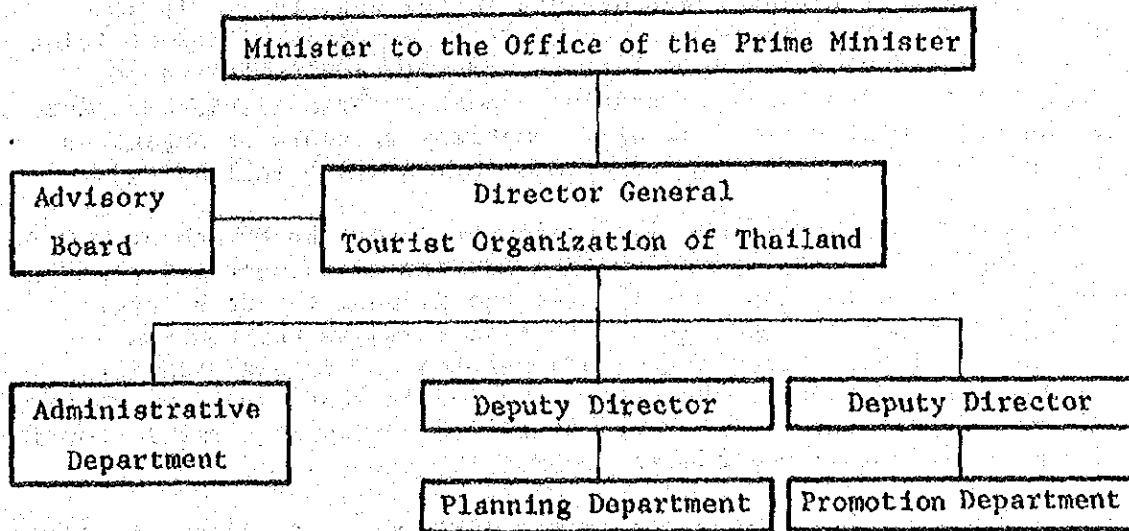 Minister to the Office of the Prime Minister
Advisory
Board
Director General
Tourist Organization of Thailand
Administrative
Department
Deputy Director
Deputy Director
Planning Department
Promotion Department